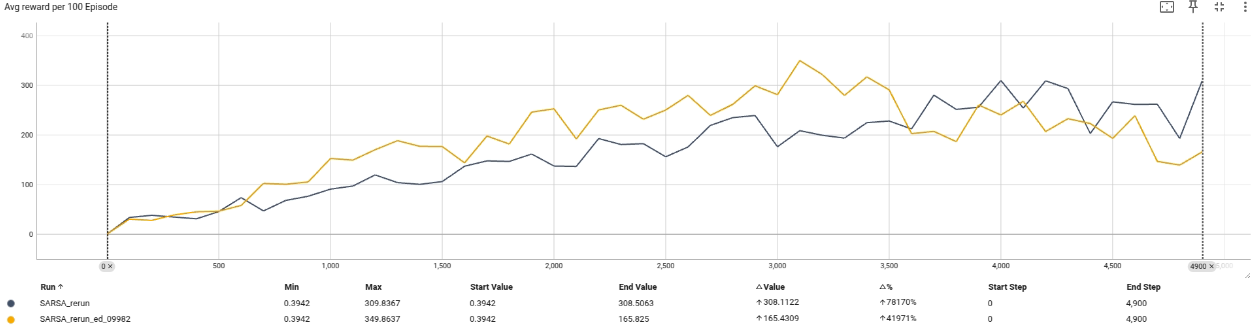 Avg reward per 100 Episode
400
300
200
100
0
0 × 500 1,000 1,500 2,000 2,500 3,000 3,500 4,000 4,500 4900 × 5,000
Run ↑ Min Max Start Value End Value △Value △% Start Step End Step
SARSA_rerun 0.3942 309.8367 0.3942 308.5063 ↑308.1122 ↑78170% 0 4,900
SARSA_rerun_ed_09982 0.3942 349.8637 0.3942 165.825 ↑165.4309 ↑41971% 0 4,900